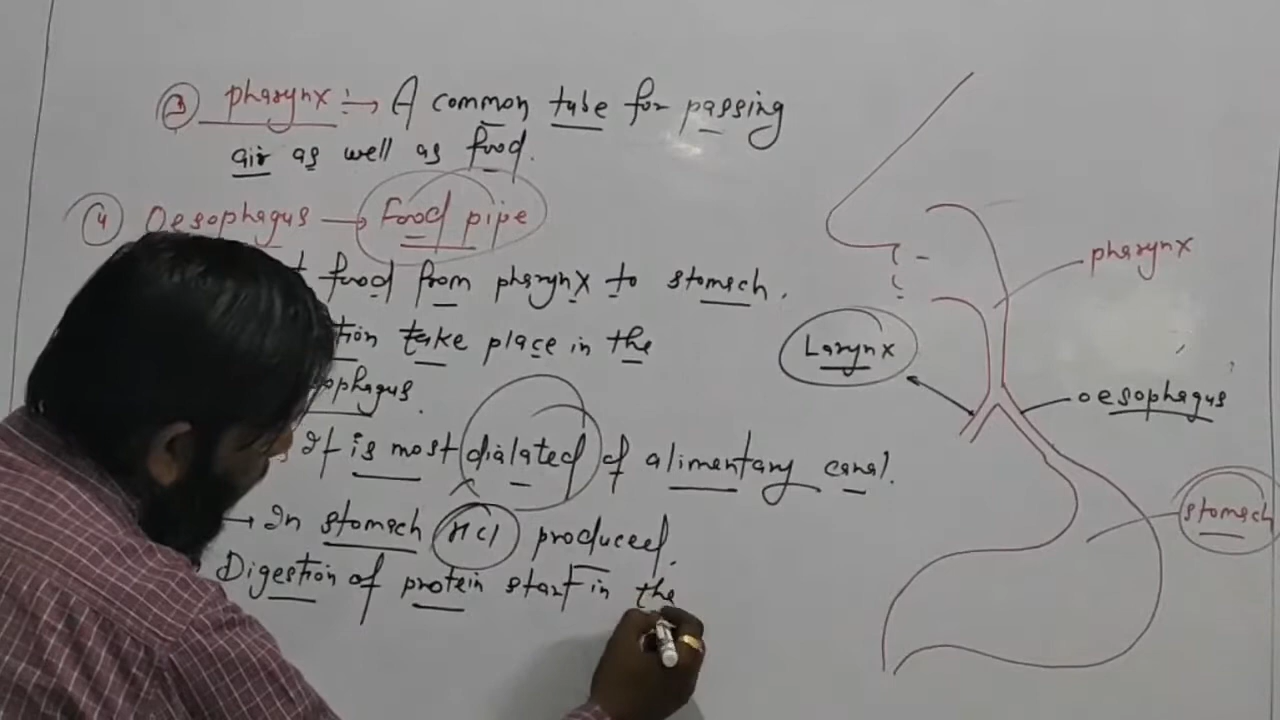 3 pharynx :→ A common tube for passing
air as well as food.
4 Oesophagus → food pipe
food from pharynx to stomach.
take place in the
It is most dialated of alimentary canal.
→ In stomach HCl produced.
Digestion of protein start in the
pharynx
Larynx
oesophagus
stomach